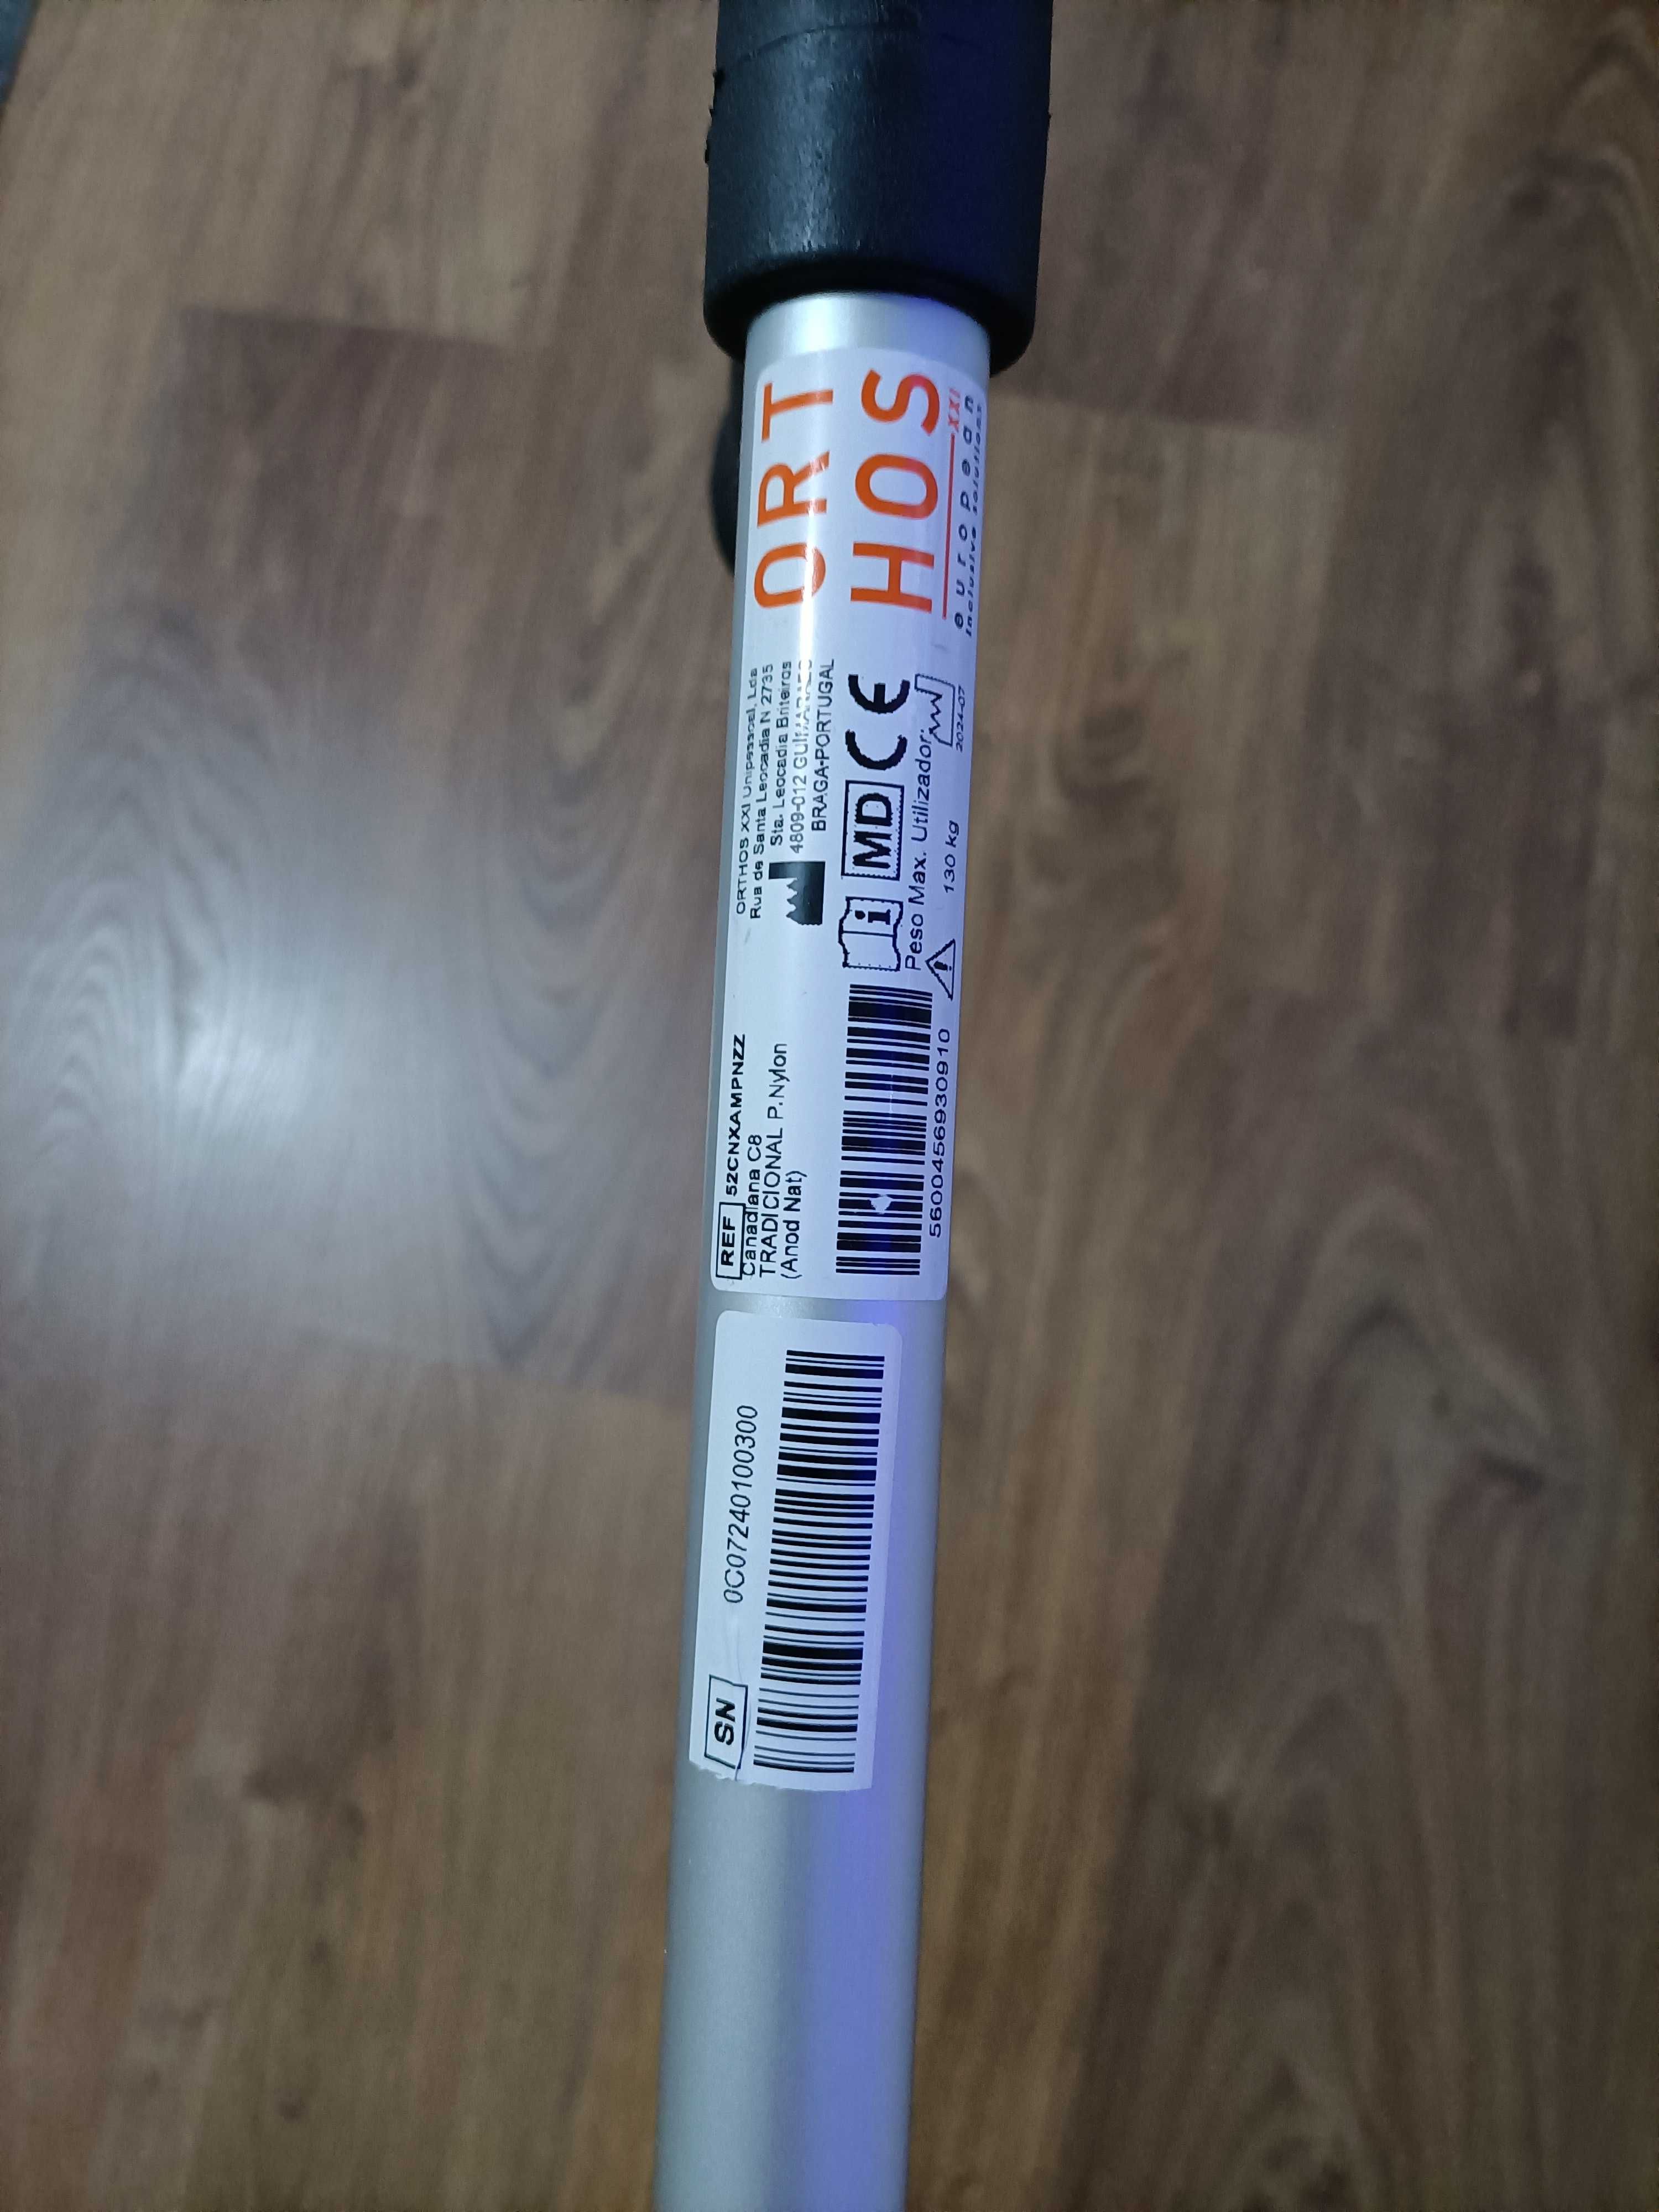 ORT
HOS
XXI
european
inclusive solutions
ORTHOS XXI Unipessoal, Lda
Rua de Santa Leocadia N 2735
Sta. Leocadia Briteiros
4809-012 GUIMARAES
BRAGA-PORTUGAL
i MD CE
Peso Max. Utilizador:
130 kg
2024-07
REF 52CNXAMPNZZ
Canadiana C8
TRADICIONAL P.Nylon
(Anod Nat)
5600456930910
SN
0C07240100300